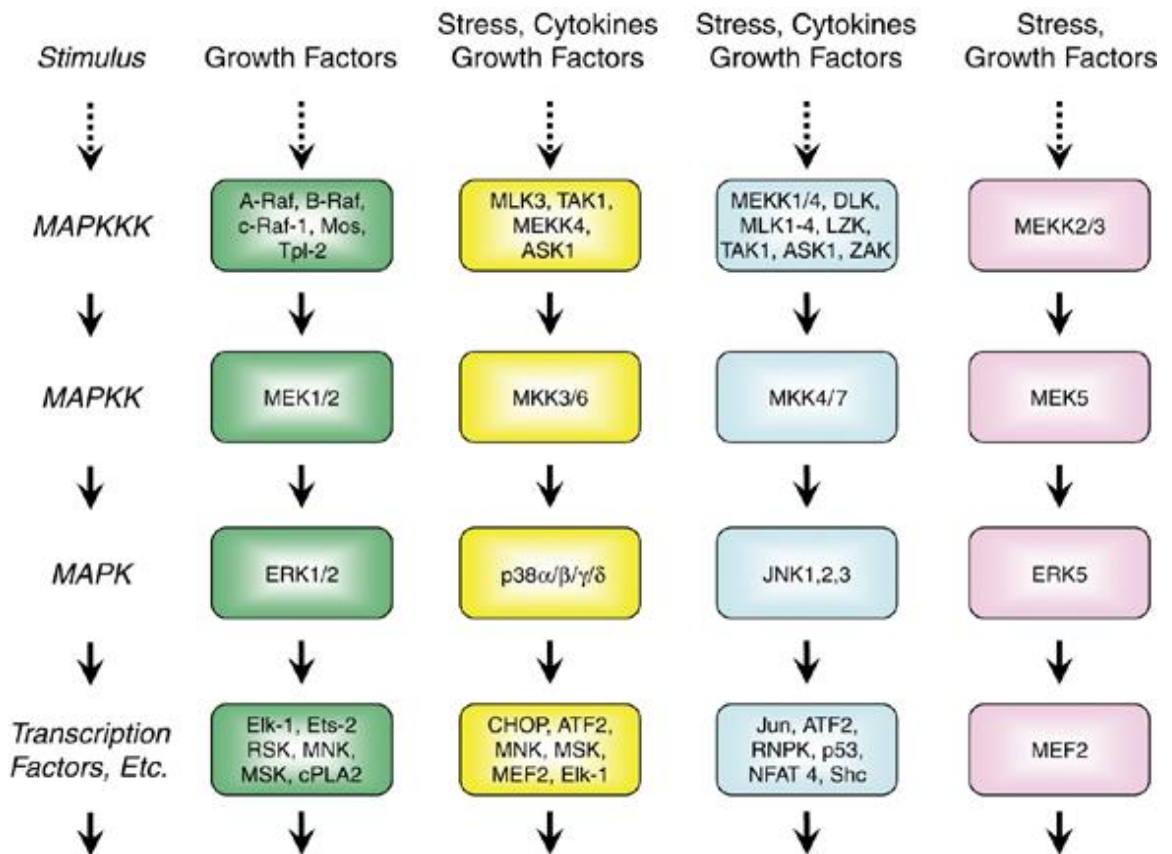 Stimulus
Growth Factors
Stress, Cytokines
Growth Factors
Stress, Cytokines
Growth Factors
Stress,
Growth Factors
MAPKKK
A-Raf, B-Raf,
c-Raf-1, Mos,
Tpl-2
MLK3, TAK1,
MEKK4,
ASK1
MEKK1/4, DLK,
MLK1-4, LZK,
TAK1, ASK1, ZAK
MEKK2/3
MAPKK
MEK1/2
MKK3/6
MKK4/7
MEK5
MAPK
ERK1/2
p38α/β/γ/δ
JNK1,2,3
ERK5
Transcription
Factors, Etc.
Elk-1, Ets-2
RSK, MNK,
MSK, cPLA2
CHOP, ATF2,
MNK, MSK,
MEF2, Elk-1
Jun, ATF2,
RNPK, p53,
NFAT 4, Shc
MEF2